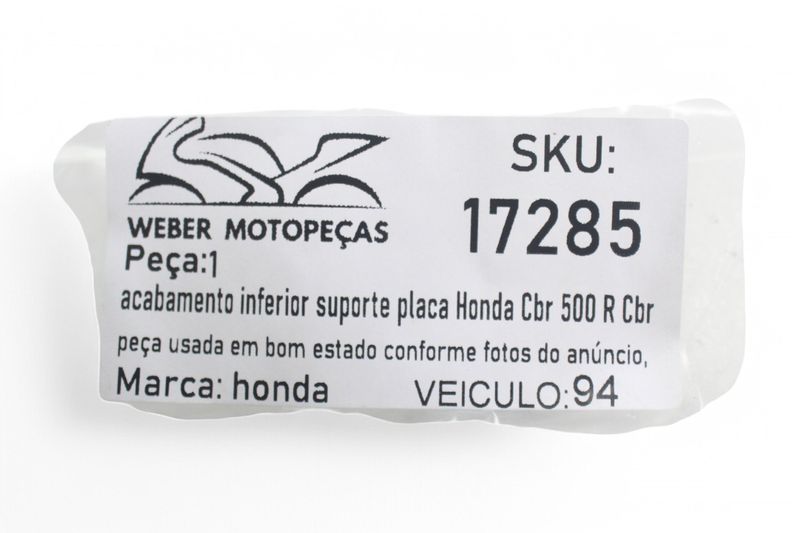 WEBER MOTOPEÇAS
SKU:
17285
Peça:1
acabamento inferior suporte placa Honda Cbr 500 R Cbr
peça usada em bom estado conforme fotos do anúncio,
Marca: honda
VEICULO:94